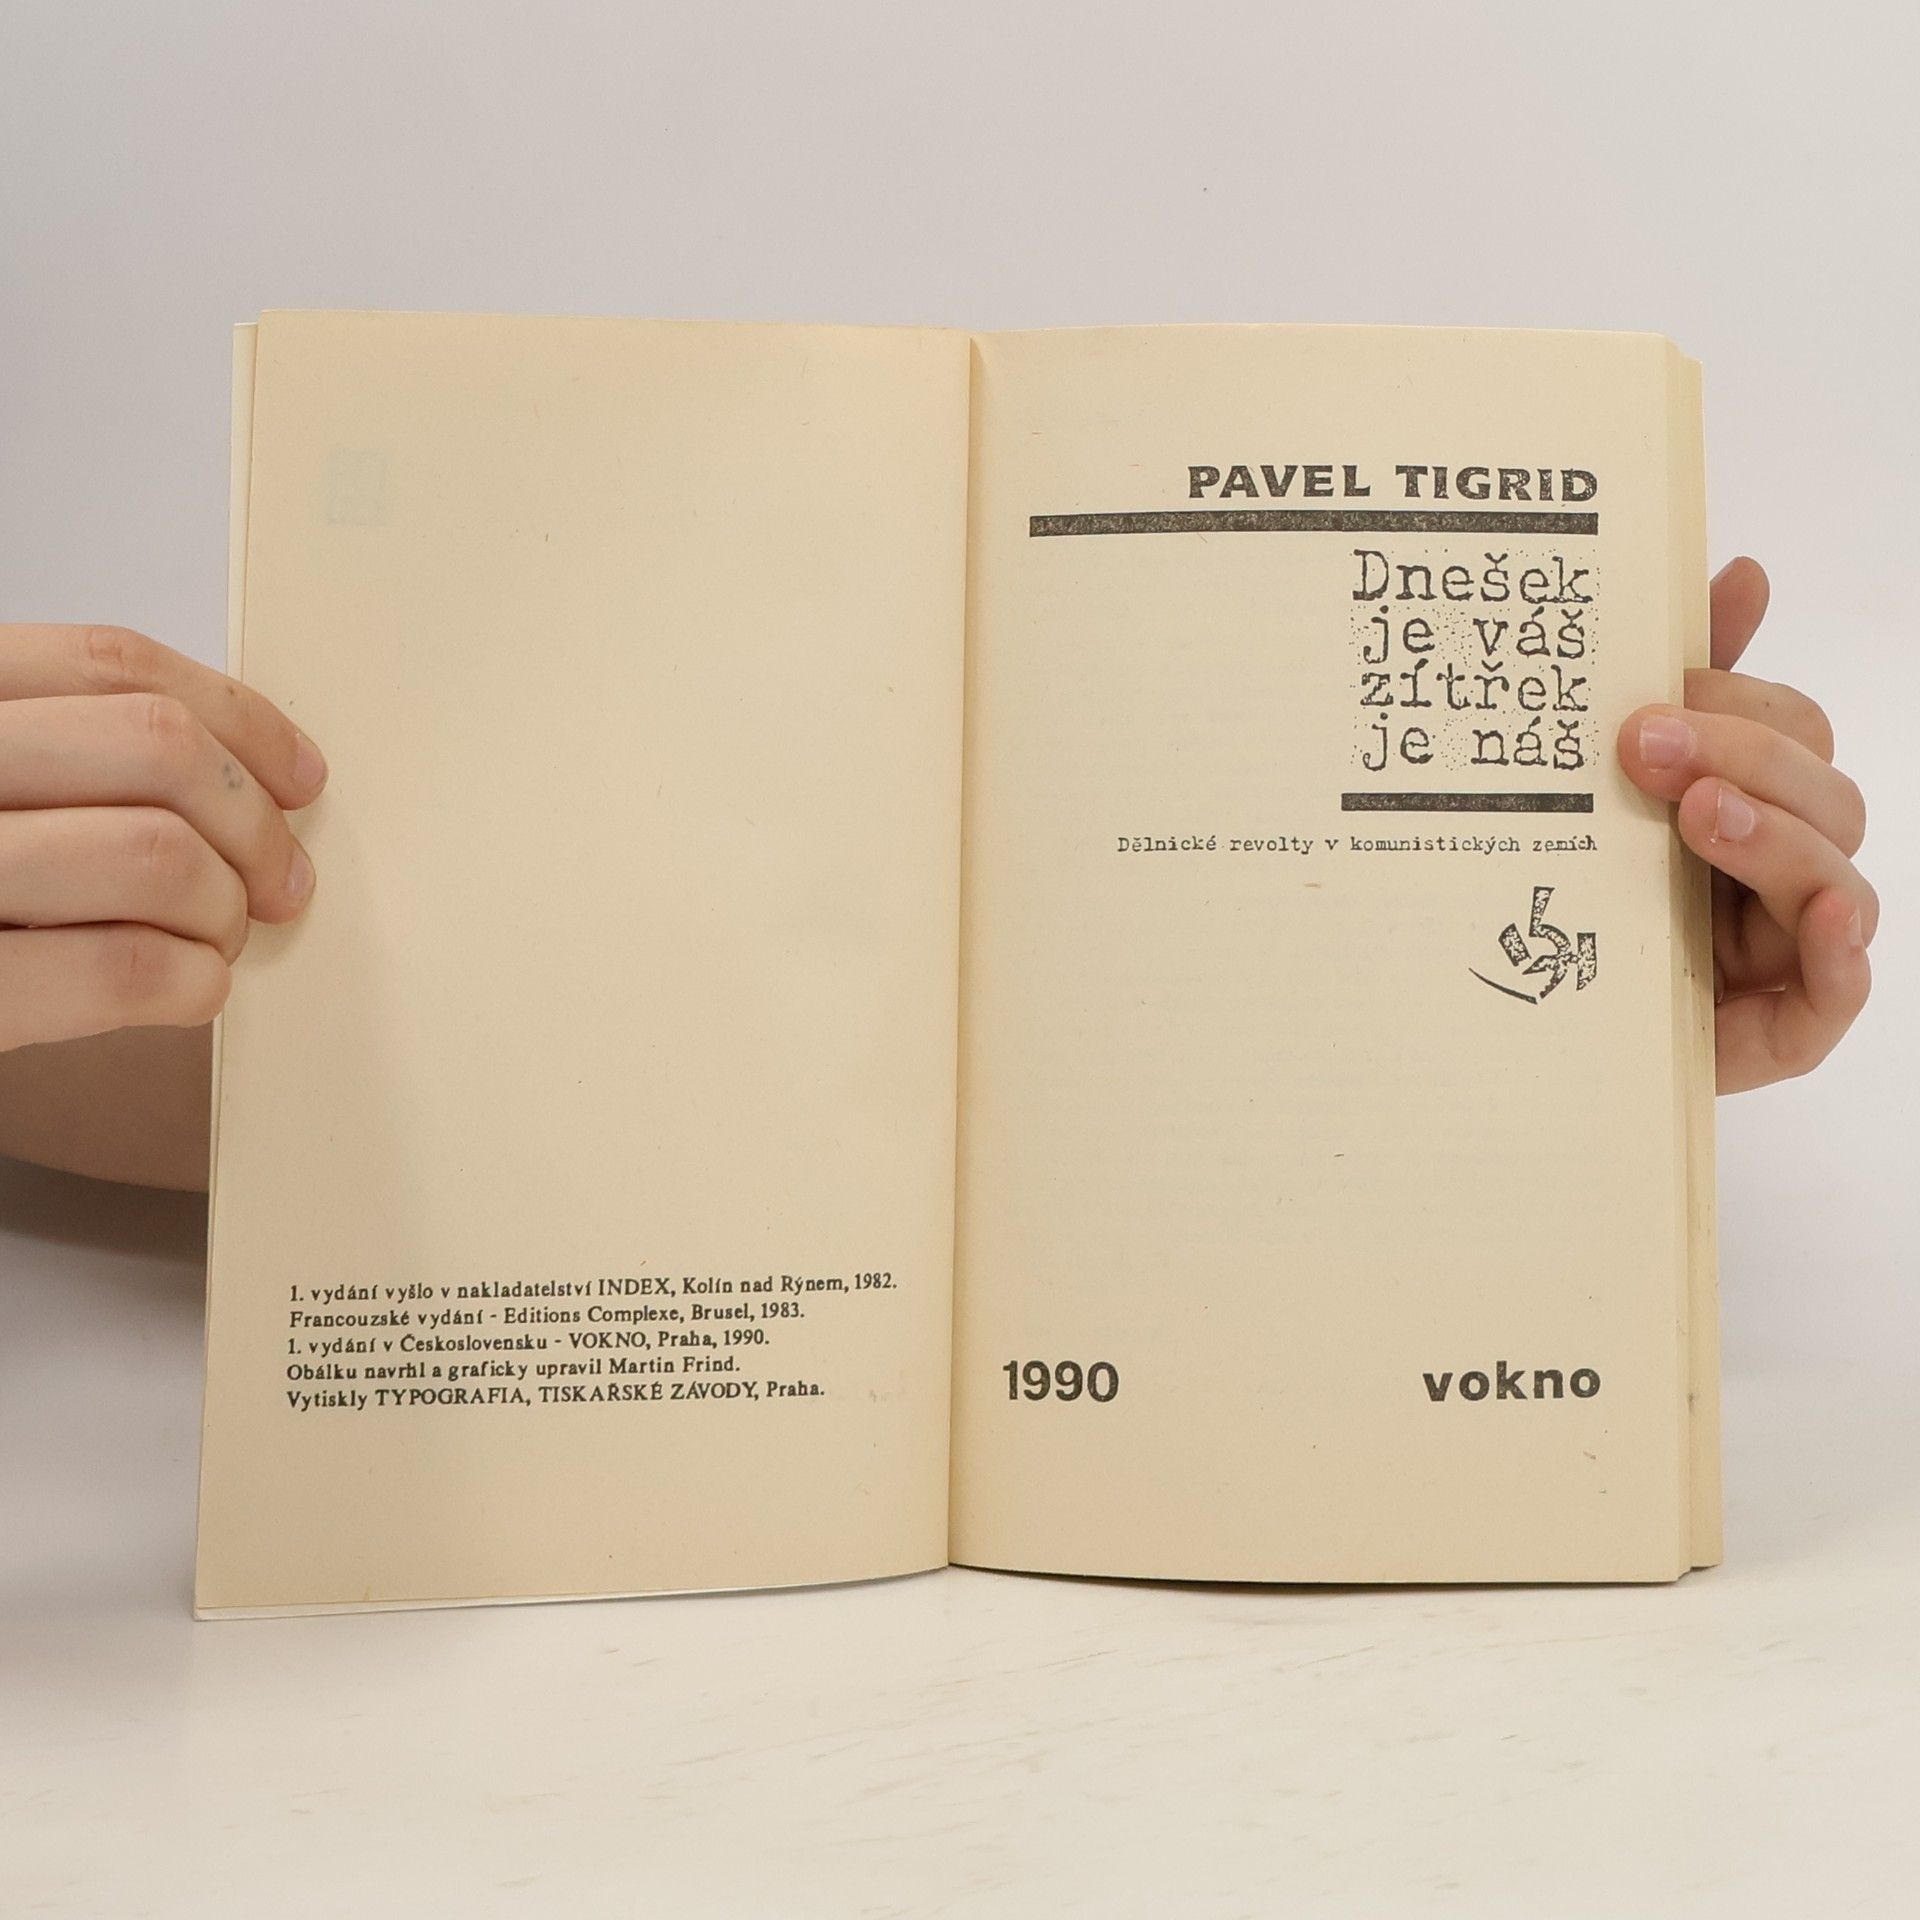 1. vydání vyšlo v nakladatelství INDEX, Kolín nad Rýnem, 1982.
Francouzské vydání - Editions Complexe, Brusel, 1983.
1. vydání v Československu - VOKNO, Praha, 1990.
Obálku navrhl a graficky upravil Martin Frind.
Vytiskly TYPOGRAFIA, TISKAŘSKÉ ZÁVODY, Praha.
PAVEL TIGRID
Dnešek
je váš
zítřek
je náš
Dělnické revolty v komunistických zemích
1990 vokno